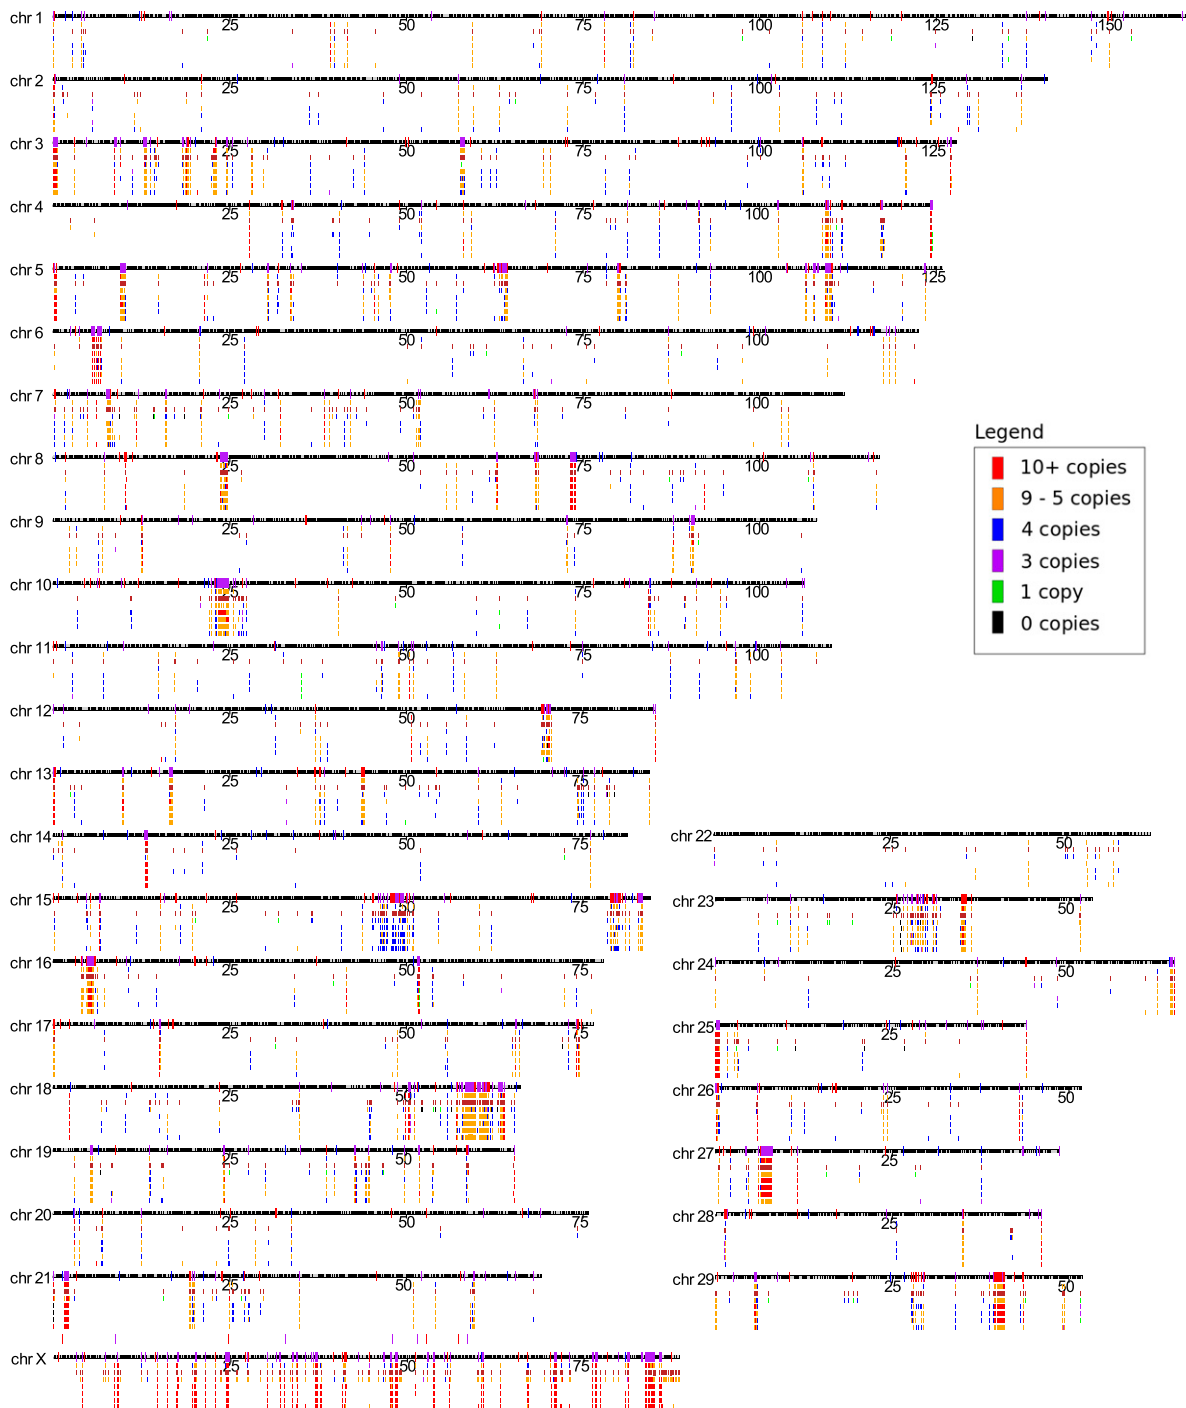 chr 1 25 50 75 100 125 150
chr 2 25 50 75 100 125
chr 3 25 50 75 100 125
chr 4 25 50 75 100 125
chr 5 25 50 75 100 125
chr 6 25 50 75 100
chr 7 25 50 75 100
Legend
10+ copies
9 - 5 copies
4 copies
3 copies
1 copy
0 copies
chr 8 25 50 75 100
chr 9 25 50 75 100
chr 10 25 50 75 100
chr 11 25 50 75 100
chr 12 25 50 75
chr 13 25 50 75
chr 14 25 50 75
chr 22 25 50
chr 15 25 50 75
chr 23 25 50
chr 16 25 50 75
chr 24 25 50
chr 17 25 50 75
chr 25 25
chr 18 25 50
chr 26 25 50
chr 19 25 50
chr 27 25
chr 20 25 50 75
chr 28 25
chr 21 25 50
chr 29 25 50
chr X 25 50 75